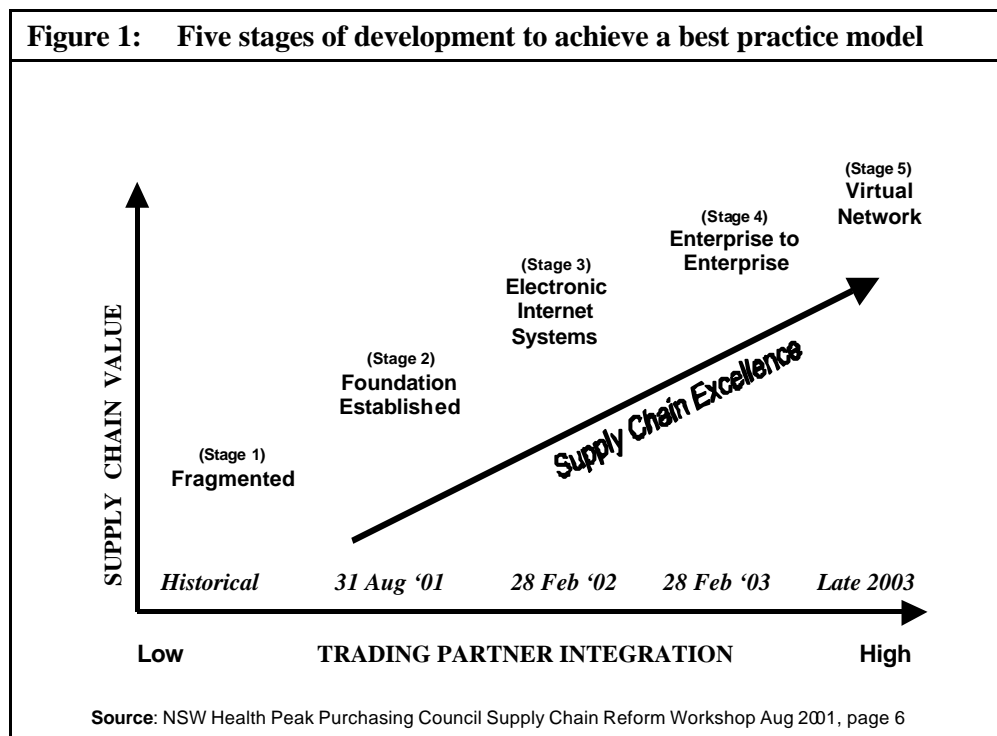 Figure 1: Five stages of development to achieve a best practice model
(Stage 5)
Virtual
Network
(Stage 4)
Enterprise to
Enterprise
(Stage 3)
Electronic
Internet
Systems
(Stage 2)
Foundation
Established
(Stage 1)
Fragmented
Supply Chain Excellence
SUPPLY CHAIN VALUE
Historical 31 Aug ‘01 28 Feb ‘02 28 Feb ‘03 Late 2003
Low TRADING PARTNER INTEGRATION High
Source: NSW Health Peak Purchasing Council Supply Chain Reform Workshop Aug 2001, page 6